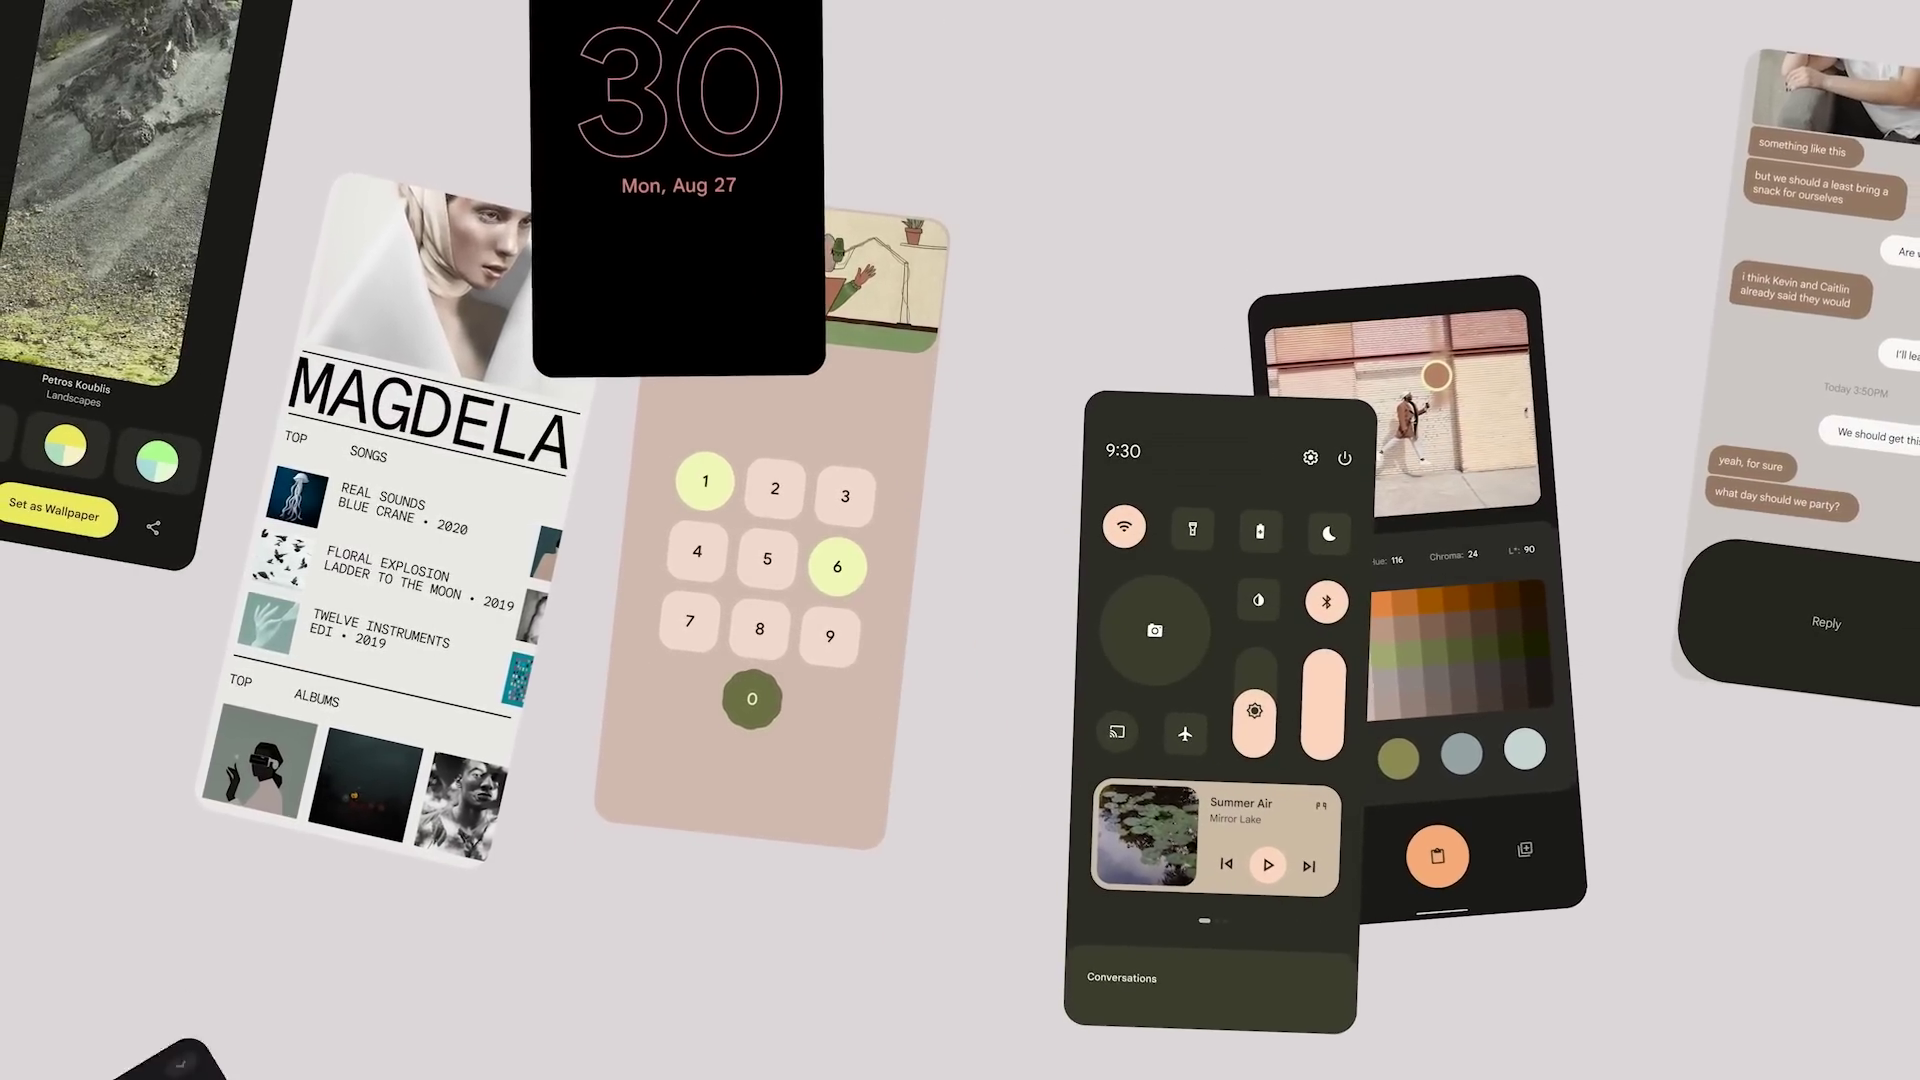 Petros Koublis
Landscapes
Set as Wallpaper
MAGDELA
TOP SONGS
REAL SOUNDS
BLUE CRANE • 2020
FLORAL EXPLOSION
LADDER TO THE MOON • 2019
TWELVE INSTRUMENTS
EDI • 2019
TOP ALBUMS
30
Mon, Aug 27
1 2 3
4 5 6
7 8 9
0
9:30
Summer Air
Mirror Lake
Conversations
Hue: 116 Chroma: 24 L*: 90
something like this
but we should a least bring a
snack for ourselves
Are
i think Kevin and Caitlin
already said they would
I'll
Today 3:50PM
We should get
yeah, for sure
what day should we party?
Reply